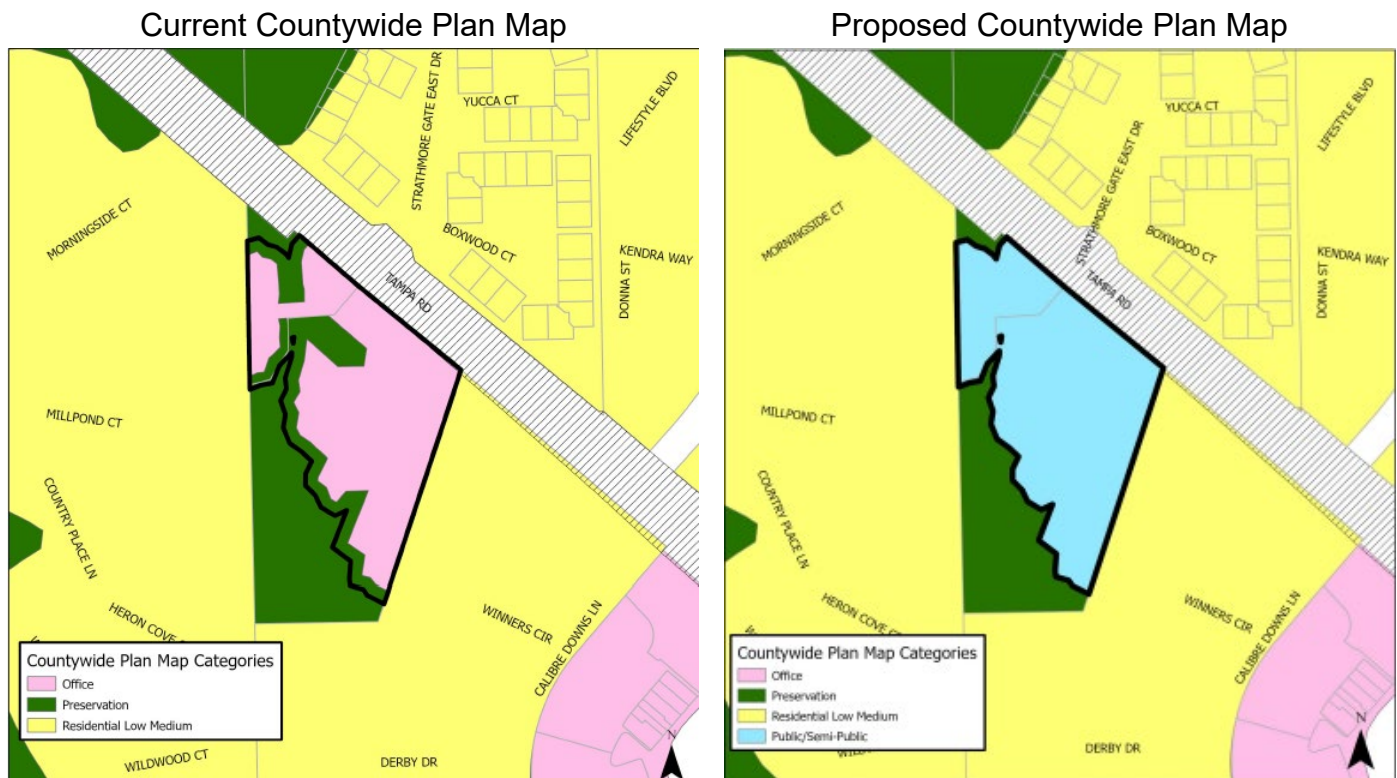 Current Countywide Plan Map
YUCCA CT
LIFESTYLE BLVD
STRATHMORE GATE EAST DR
MORNINGSIDE CT
BOXWOOD CT
KENDRA WAY
TAMPA RD
DONNA ST
MILLPOND CT
COUNTRY PLACE LN
HERON COVE
WINNERS CIR
CALIBRE DOWNS LN
Countywide Plan Map Categories
Office
Preservation
Residential Low Medium
N
WILDWOOD CT
DERBY DR
Proposed Countywide Plan Map
YUCCA CT
LIFESTYLE BLVD
STRATHMORE GATE EAST DR
MORNINGSIDE CT
BOXWOOD CT
KENDRA WAY
TAMPA RD
DONNA ST
MILLPOND CT
COUNTRY PLACE LN
HERON COVE CT
WINNERS CIR
CALIBRE DOWNS LN
Countywide Plan Map Categories
Office
Preservation
Residential Low Medium
Public/Semi-Public
N
DERBY DR